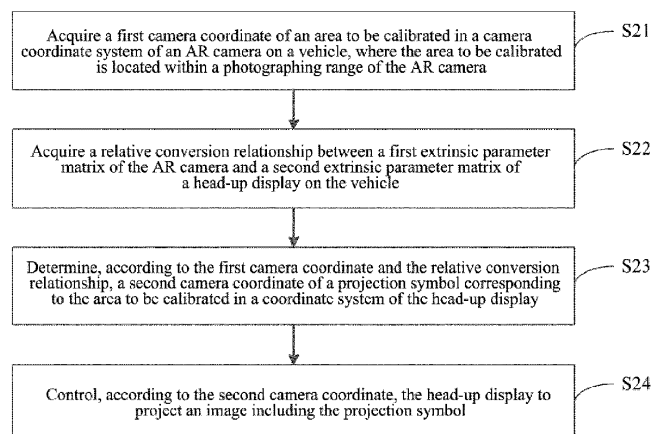 Acquire a first camera coordinate of an area to be calibrated in a camera
coordinate system of an AR camera on a vehicle, where the area to be calibrated
is located within a photographing range of the AR camera
S21
Acquire a relative conversion relationship between a first extrinsic parameter
matrix of the AR camera and a second extrinsic parameter matrix of
a head-up display on the vehicle
S22
Determine, according to the first camera coordinate and the relative conversion
relationship, a second camera coordinate of a projection symbol corresponding
to the area to be calibrated in a coordinate system of the head-up display
S23
Control, according to the second camera coordinate, the head-up display to
project an image including the projection symbol
S24